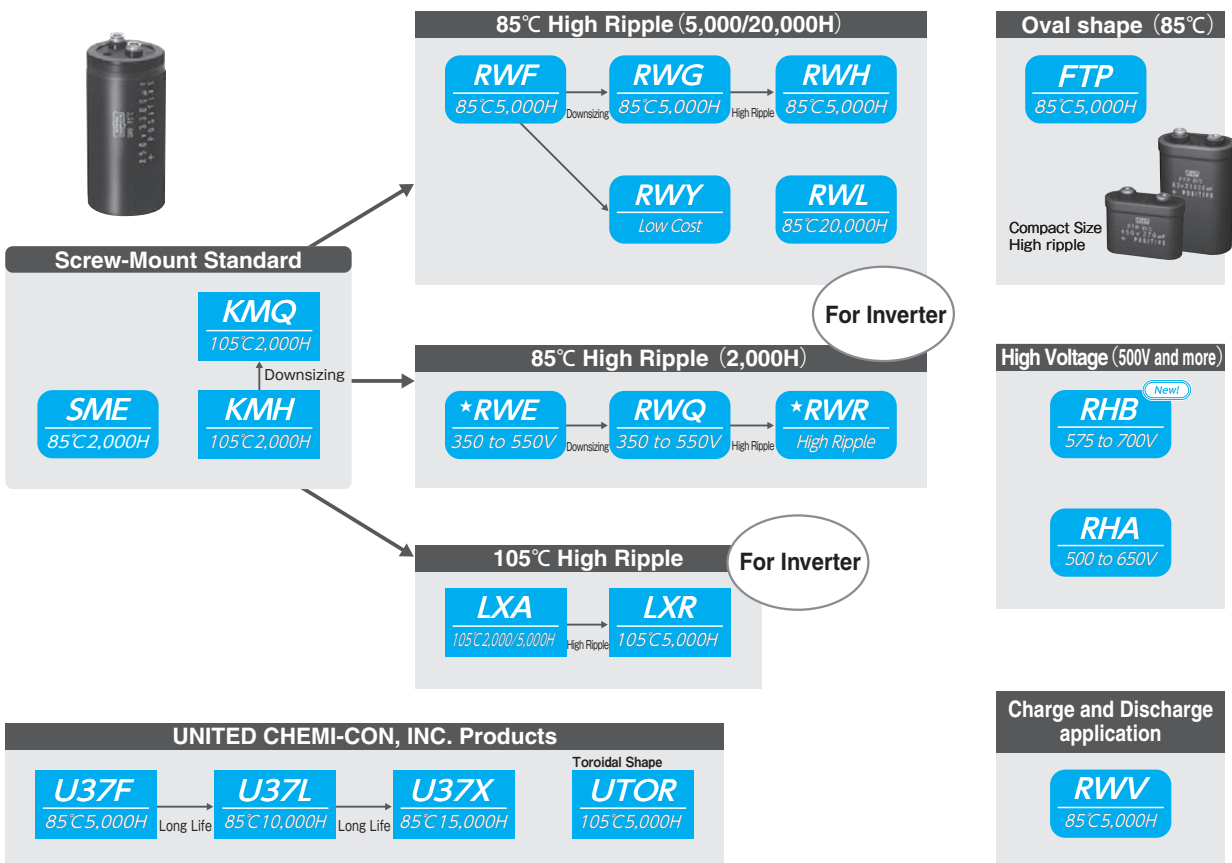 85℃ High Ripple (5,000/20,000H)
RWF
85℃5,000H
Downsizing
RWG
85℃5,000H
High Ripple
RWH
85℃5,000H
RWY
Low Cost
RWL
85℃20,000H
Oval shape (85℃)
FTP
85℃5,000H
Compact Size
High ripple
Screw-Mount Standard
KMQ
105℃2,000H
Downsizing
SME
85℃2,000H
KMH
105℃2,000H
For Inverter
85℃ High Ripple (2,000H)
★RWE
350 to 550V
Downsizing
RWQ
350 to 550V
High Ripple
★RWR
High Ripple
High Voltage (500V and more)
New!
RHB
575 to 700V
RHA
500 to 650V
105℃ High Ripple
For Inverter
LXA
105℃2,000/5,000H
High Ripple
LXR
105℃5,000H
UNITED CHEMI-CON, INC. Products
U37F
85℃5,000H
Long Life
U37L
85℃10,000H
Long Life
U37X
85℃15,000H
Toroidal Shape
UTOR
105℃5,000H
Charge and Discharge
application
RWV
85℃5,000H